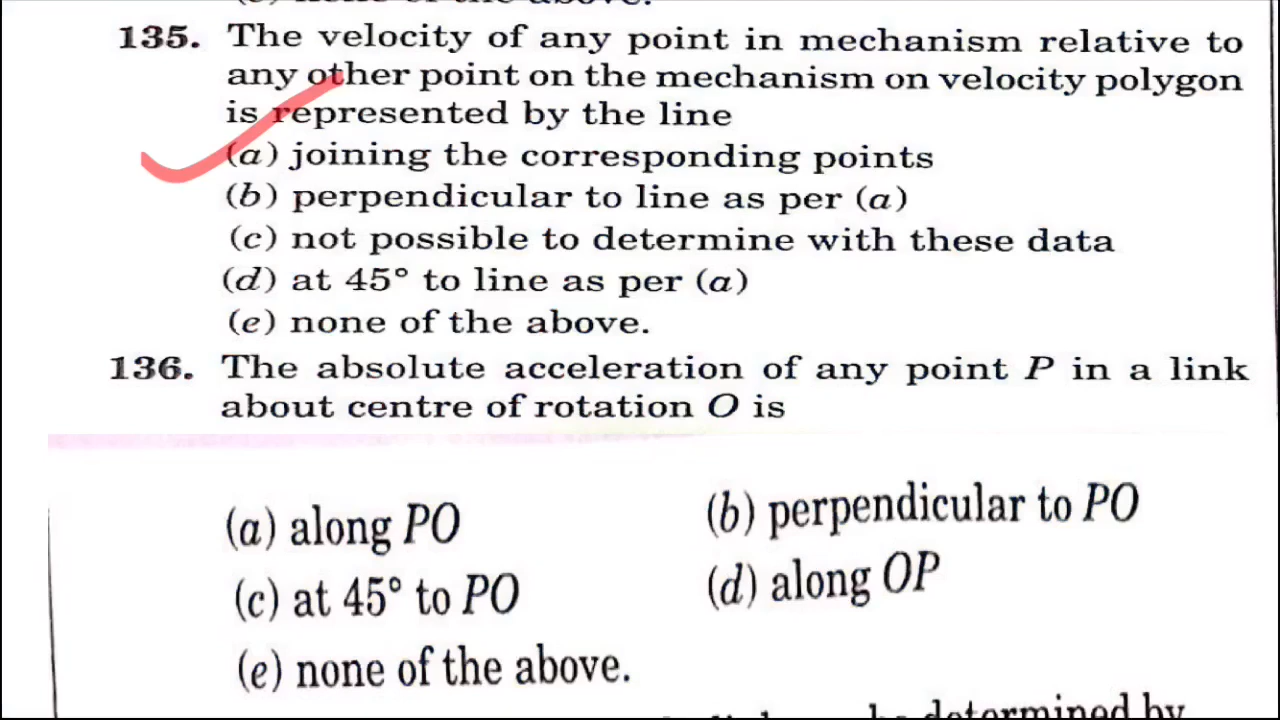 135. The velocity of any point in mechanism relative to
any other point on the mechanism on velocity polygon
is represented by the line
(a) joining the corresponding points
(b) perpendicular to line as per (a)
(c) not possible to determine with these data
(d) at 45° to line as per (a)
(e) none of the above.
136. The absolute acceleration of any point P in a link
about centre of rotation O is
(a) along PO (b) perpendicular to PO
(c) at 45° to PO (d) along OP
(e) none of the above.
determined by